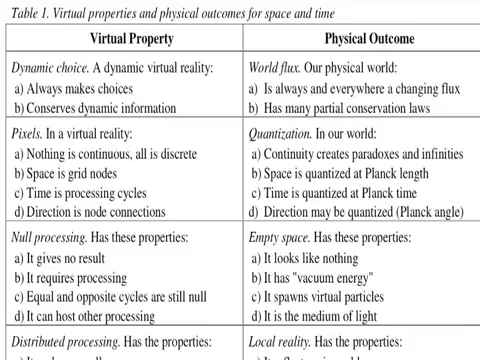 Table 1. Virtual properties and physical outcomes for space and time
Virtual Property
Physical Outcome
Dynamic choice. A dynamic virtual reality:
a) Always makes choices
b) Conserves dynamic information
World flux. Our physical world:
a) Is always and everywhere a changing flux
b) Has many partial conservation laws
Pixels. In a virtual reality:
a) Nothing is continuous, all is discrete
b) Space is grid nodes
c) Time is processing cycles
d) Direction is node connections
Quantization. In our world:
a) Continuity creates paradoxes and infinities
b) Space is quantized at Planck length
c) Time is quantized at Planck time
d) Direction may be quantized (Planck angle)
Null processing. Has these properties:
a) It gives no result
b) It requires processing
c) Equal and opposite cycles are still null
d) It can host other processing
Empty space. Has these properties:
a) It looks like nothing
b) It has "vacuum energy"
c) It spawns virtual particles
d) It is the medium of light
Distributed processing. Has the properties:
Local reality. Has the properties: